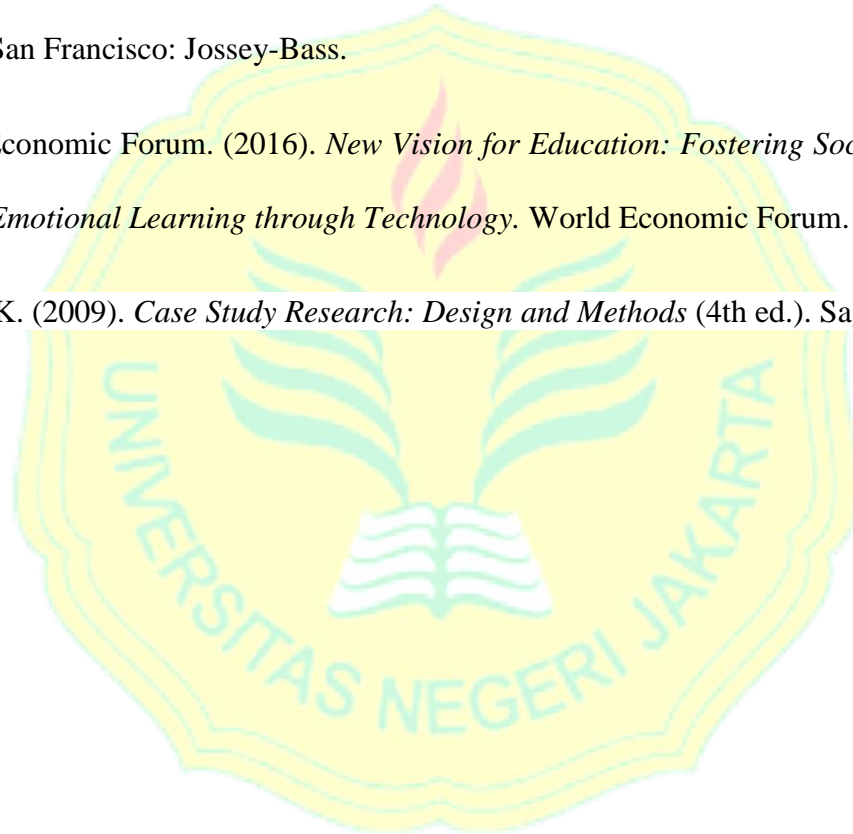 San Francisco: Jossey-Bass.
Economic Forum. (2016). New Vision for Education: Fostering Soc
Emotional Learning through Technology. World Economic Forum.
K. (2009). Case Study Research: Design and Methods (4th ed.). Sa
UNIVERSITAS NEGERI JAKARTA